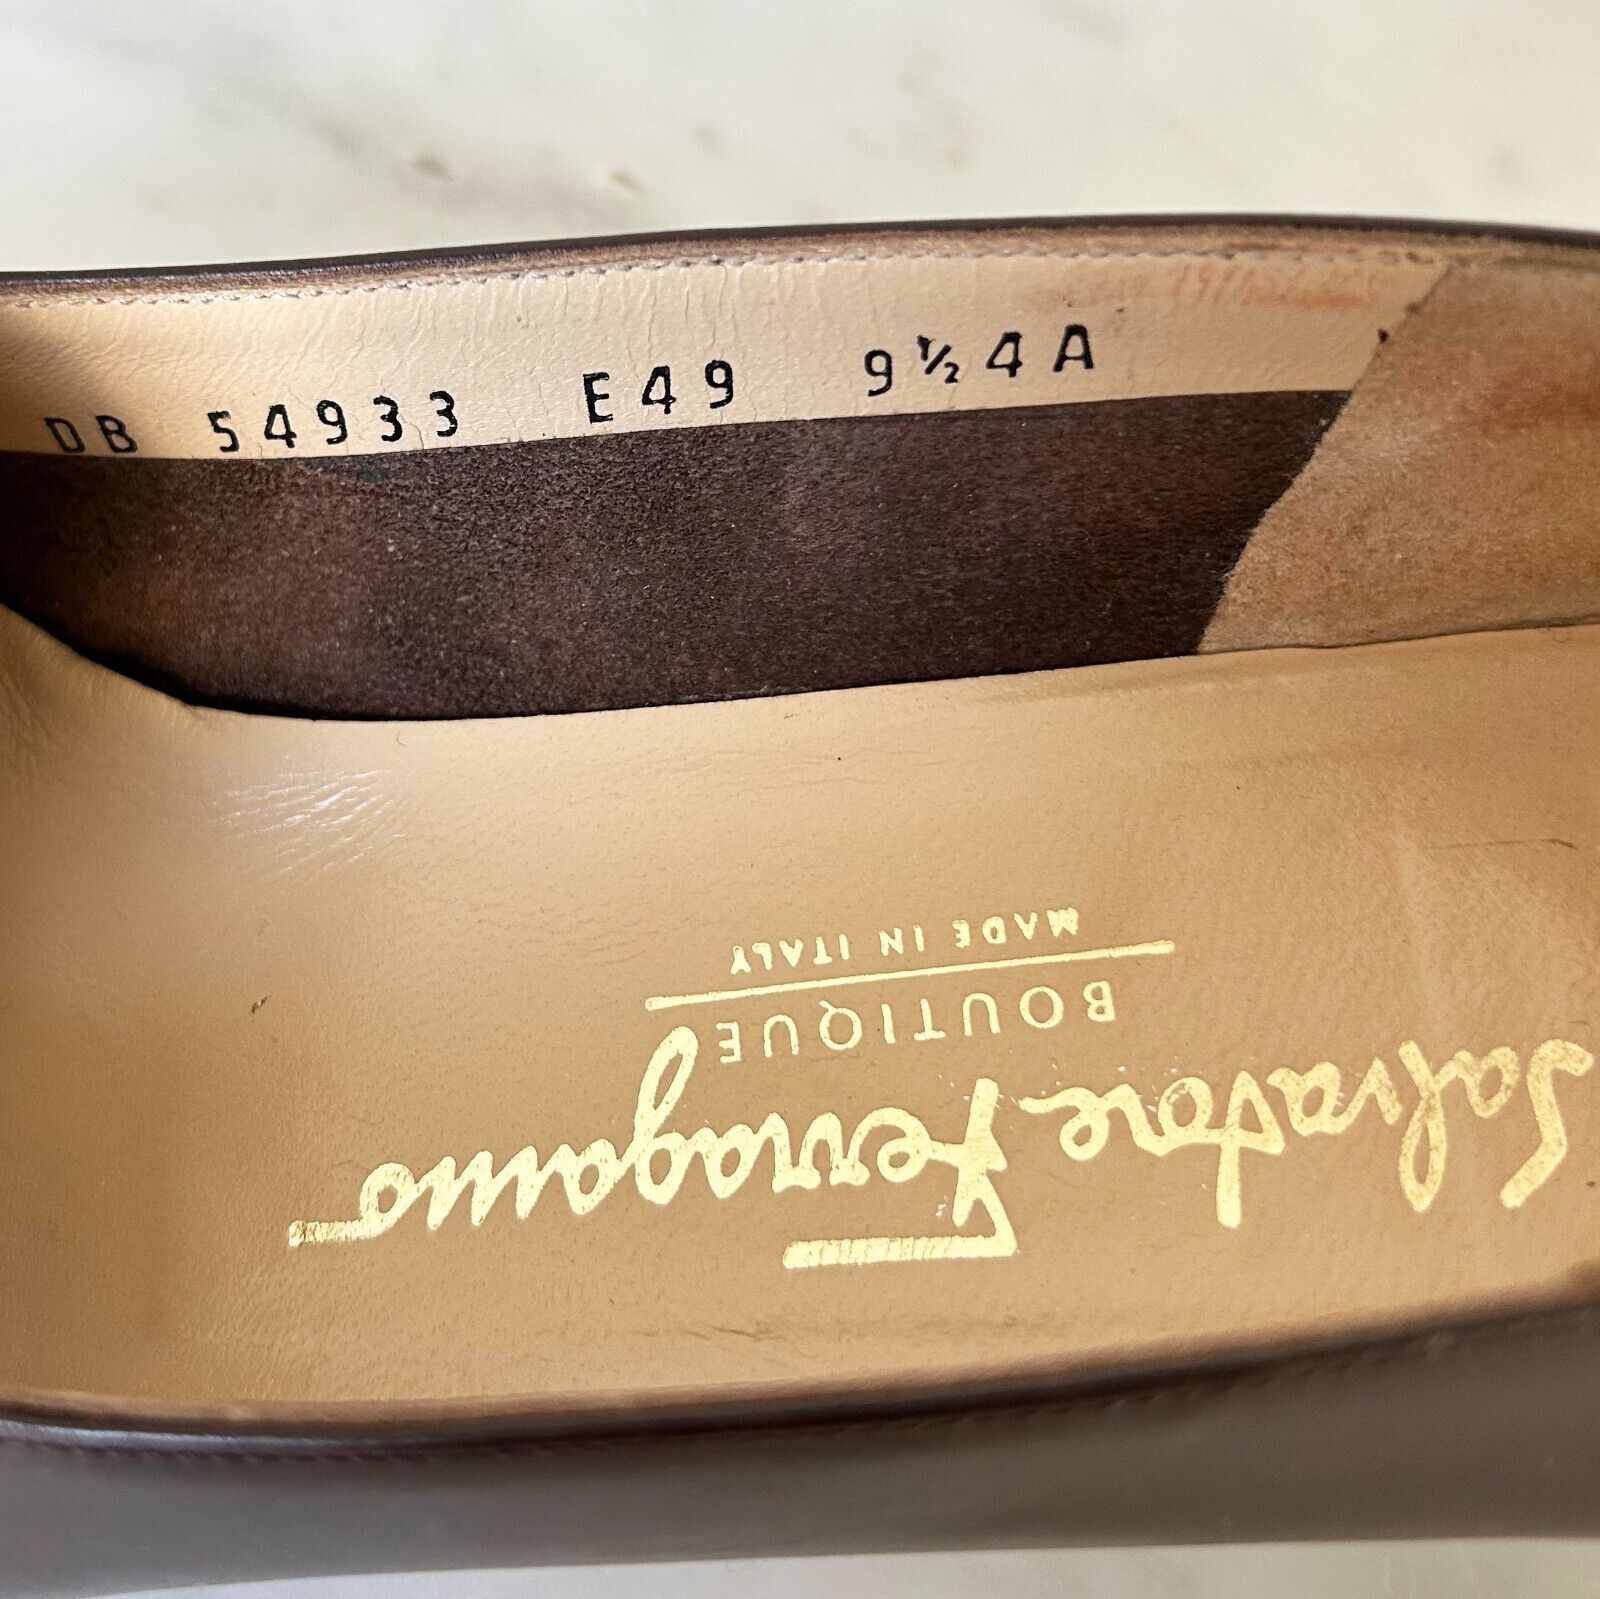 DB 54933 E49 9½ 4A
Salvatore Ferragamo
BOUTIQUE
MADE IN ITALY